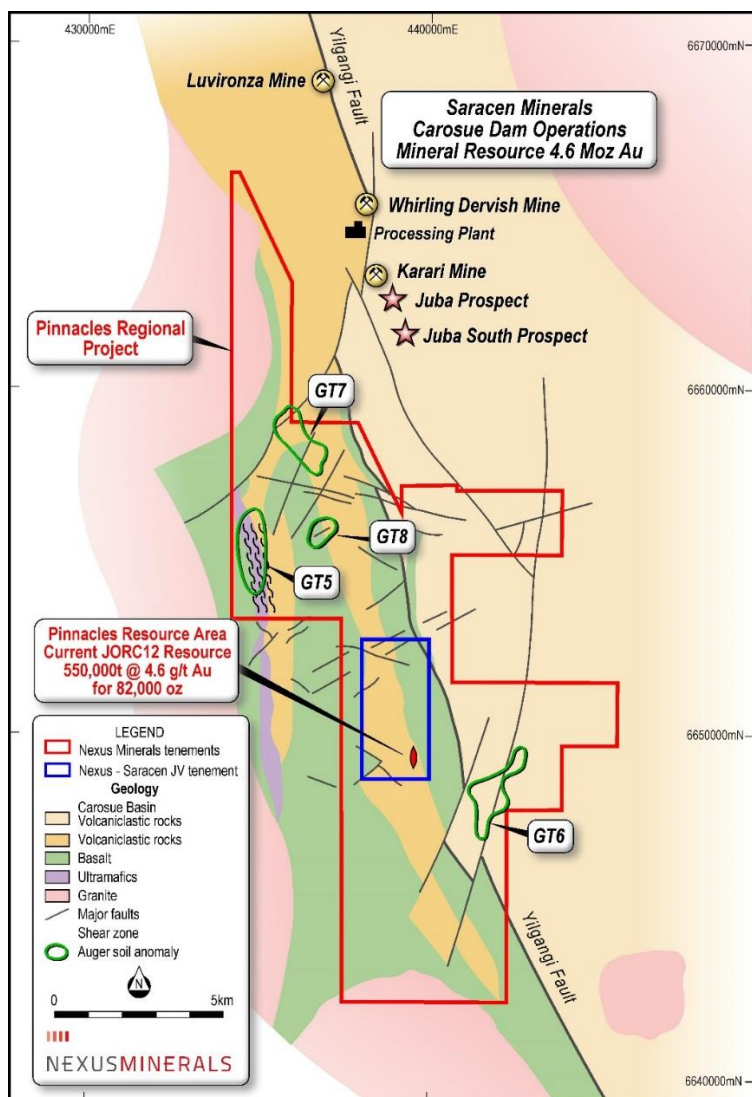 430000mE
440000mE
6670000mN
Luvironza Mine
Yilgangi Fault
Saracen Minerals
Carosue Dam Operations
Mineral Resource 4.6 Moz Au
Whirling Dervish Mine
Processing Plant
Karari Mine
Juba Prospect
Pinnacles Regional
Project
Juba South Prospect
GT7
6660000mN
GT8
GT5
Pinnacles Resource Area
Current JORC12 Resource
550,000t @ 4.6 g/t Au
for 82,000 oz
LEGEND
Nexus Minerals tenements
Nexus - Saracen JV tenement
Geology
Carosue Basin
Volcaniclastic rocks
Volcaniclastic rocks
Basalt
Ultramafics
Granite
Major faults
Shear zone
Auger soil anomaly
N
0
5km
NEXUSMINERALS
6650000mN
GT6
Yilgangi Fault
6640000mN
430000mE
440000mE